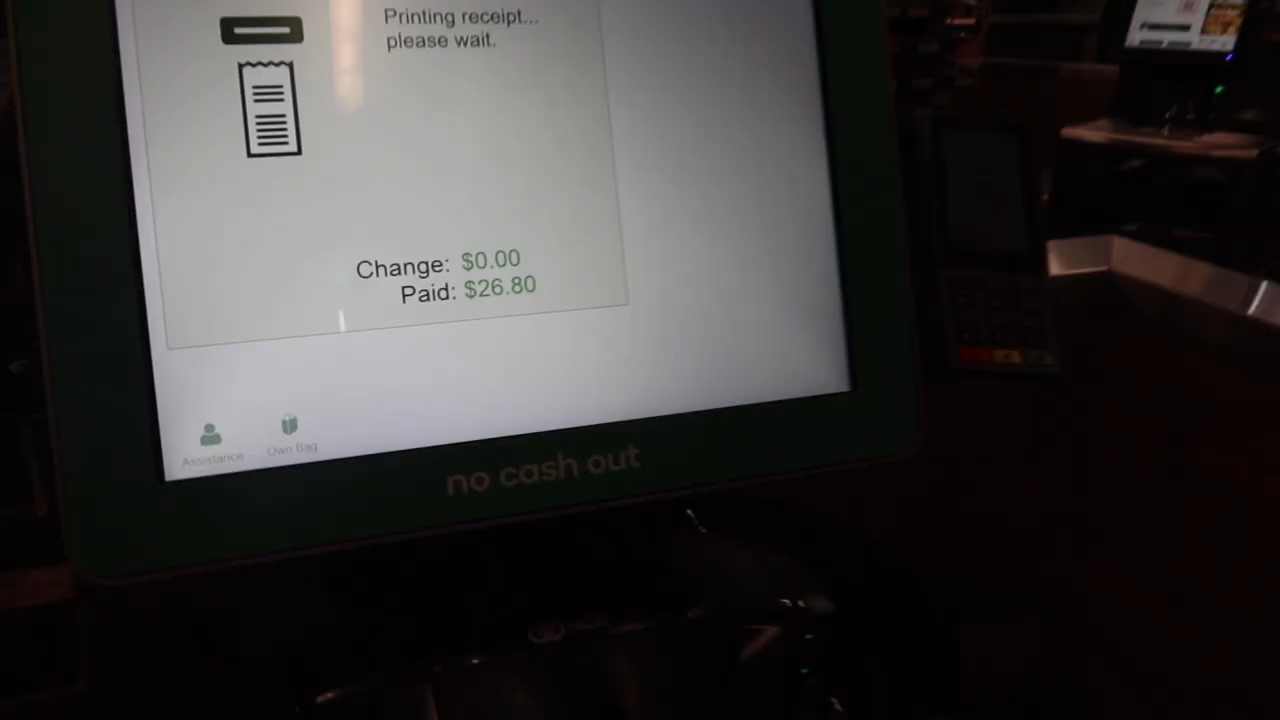 Printing receipt...
please wait.
Change: $0.00
Paid: $26.80
Assistance
Own Bag
no cash out